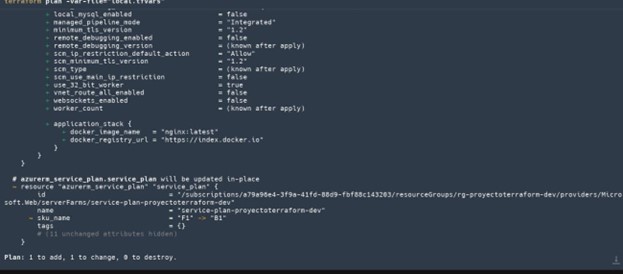 terraform plan -var-file="local.tfvars"
+ local_mysql_enabled = false
+ managed_pipeline_mode = "Integrated"
+ minimum_tls_version = "1.2"
+ remote_debugging_enabled = false
+ remote_debugging_version = (known after apply)
+ scm_ip_restriction_default_action = "Allow"
+ scm_minimum_tls_version = "1.2"
+ scm_type = (known after apply)
+ scm_use_main_ip_restriction = false
+ use_32_bit_worker = true
+ vnet_route_all_enabled = false
+ websockets_enabled = false
+ worker_count = (known after apply)
+ application_stack {
+ docker_image_name = "nginx:latest"
+ docker_registry_url = "https://index.docker.io"
}
}
}
# azurerm_service_plan.service_plan will be updated in-place
~ resource "azurerm_service_plan" "service_plan" {
id = "/subscriptions/a79a96e4-3f9a-41fd-88d9-fbf88c143263/resourceGroups/rg-proyectoterraform-dev/providers/Micro
soft.Web/serverFarms/service-plan-proyectoterraform-dev"
name = "service-plan-proyectoterraform-dev"
~ sku_name = "F1" -> "B1"
tags = {}
# (11 unchanged attributes hidden)
}
Plan: 1 to add, 1 to change, 0 to destroy.